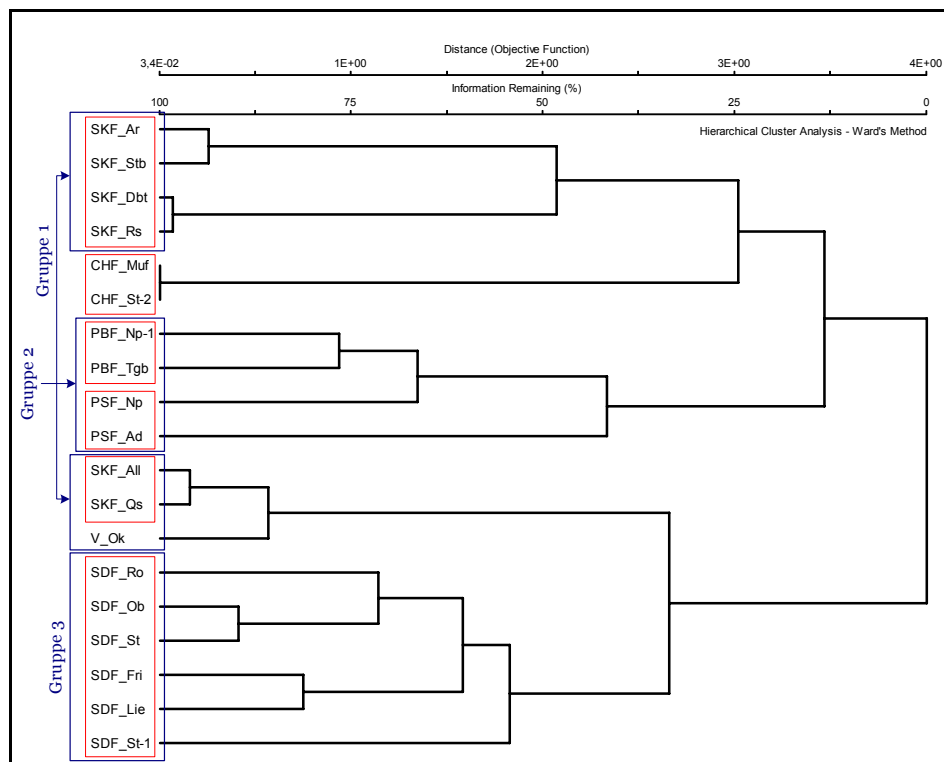 Distance (Objective Function)
3,4E-02 1E+00 2E+00 3E+00 4E+00
Information Remaining (%)
100 75 50 25 0
Hierarchical Cluster Analysis - Ward's Method
Gruppe 1
Gruppe 2
Gruppe 3
SKF_Ar
SKF_Stb
SKF_Dbt
SKF_Rs
CHF_Muf
CHF_St-2
PBF_Np-1
PBF_Tgb
PSF_Np
PSF_Ad
SKF_All
SKF_Qs
V_Ok
SDF_Ro
SDF_Ob
SDF_St
SDF_Fri
SDF_Lie
SDF_St-1